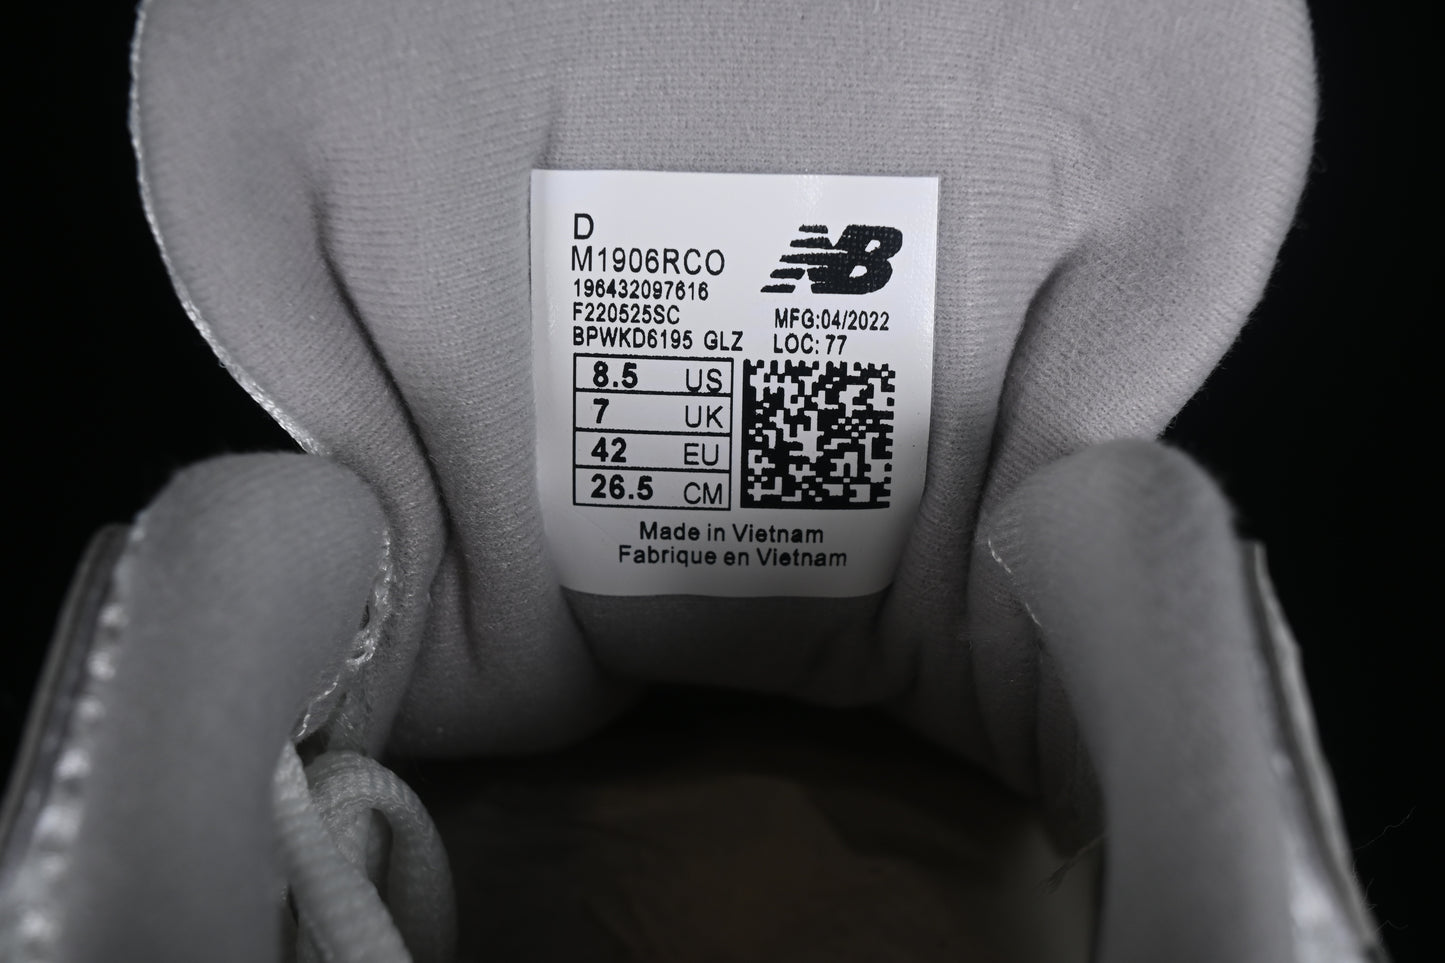 D
M1906RCO
196432097616
F220525SC
BPWKD6195 GLZ
NB
MFG:04/2022
LOC: 77
8.5 US
7 UK
42 EU
26.5 CM
Made in Vietnam
Fabrique en Vietnam